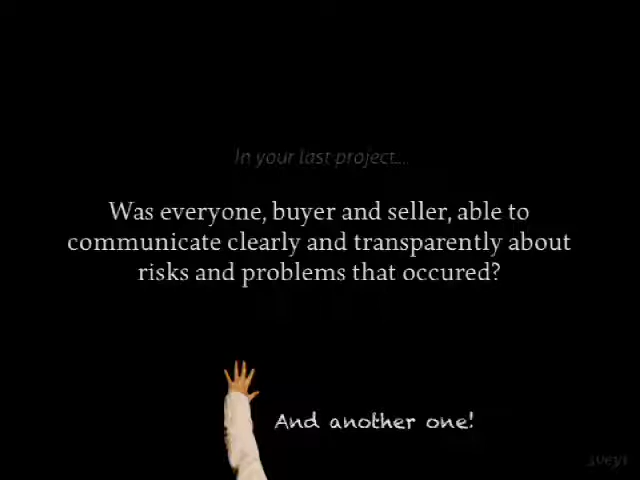 In your last project....
Was everyone, buyer and seller, able to
communicate clearly and transparently about
risks and problems that occured?
And another one!